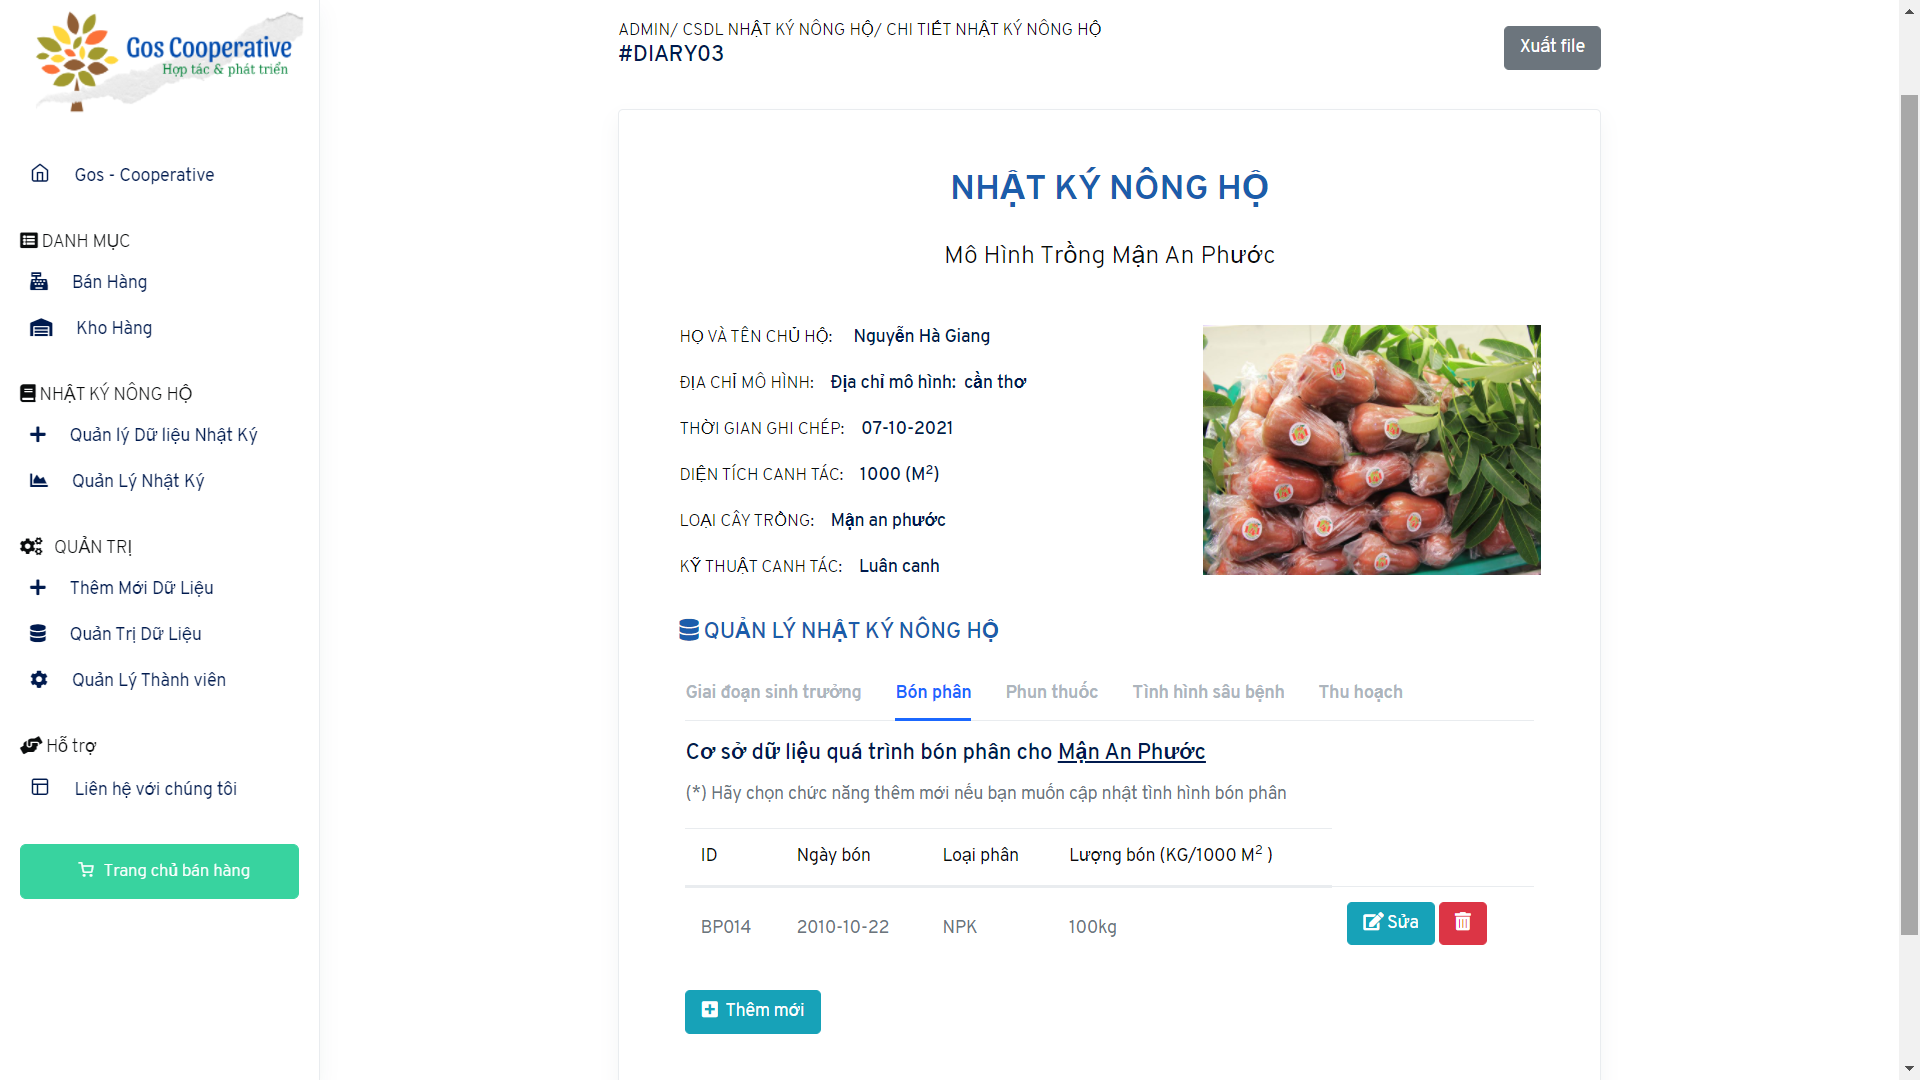 Gos Cooperative
Hợp tác & phát triển
Gos - Cooperative
DANH MỤC
Bán Hàng
Kho Hàng
NHẬT KÝ NÔNG HỘ
Quản lý Dữ liệu Nhật Ký
Quản Lý Nhật Ký
QUẢN TRỊ
Thêm Mới Dữ Liệu
Quản Trị Dữ Liệu
Quản Lý Thành viên
Hỗ trợ
Liên hệ với chúng tôi
Trang chủ bán hàng
ADMIN/ CSDL NHẬT KÝ NÔNG HỘ/ CHI TIẾT NHẬT KÝ NÔNG HỘ
#DIARY03
Xuất file
NHẬT KÝ NÔNG HỘ
Mô Hình Trồng Mận An Phước
HỌ VÀ TÊN CHỦ HỘ: Nguyễn Hà Giang
ĐỊA CHỈ MÔ HÌNH: Địa chỉ mô hình: cần thơ
THỜI GIAN GHI CHÉP: 07-10-2021
DIỆN TÍCH CANH TÁC: 1000 (M²)
LOẠI CÂY TRỒNG: Mận an phước
KỸ THUẬT CANH TÁC: Luân canh
QUẢN LÝ NHẬT KÝ NÔNG HỘ
Giai đoạn sinh trưởng Bón phân Phun thuốc Tình hình sâu bệnh Thu hoạch
Cơ sở dữ liệu quá trình bón phân cho Mận An Phước
(*) Hãy chọn chức năng thêm mới nếu bạn muốn cập nhật tình hình bón phân
ID Ngày bón Loại phân Lượng bón (KG/1000 M² )
BP014 2010-10-22 NPK 100kg Sửa
Thêm mới